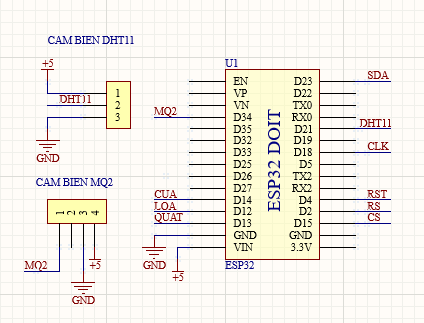 CAM BIEN DHT11
+5
DHT11
1
2
3
GND
CAM BIEN MQ2
1 2 3 4
MQ2
+5
GND
U1
ESP32 DOIT
EN D23 SDA
VP D22
VN TX0
MQ2 D34 RX0
D35 D21 DHT11
D32 D19
D33 D18 CLK
D25 D5
D26 TX2
D27 RX2
CUA D14 D4 RST
LOA D12 D2 RS
QUAT D13 D15 CS
GND GND
VIN 3.3V
GND
+5
ESP32